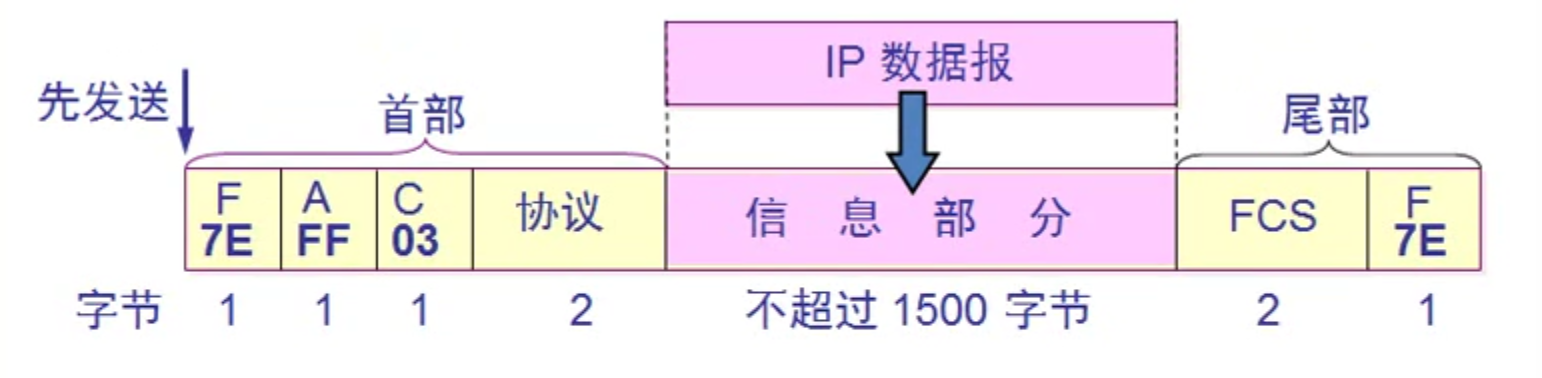 IP 数据报
先发送
首部
尾部
F A C 协议 信 息 部 分 FCS F
7E FF 03 7E
字节 1 1 1 2 不超过 1500 字节 2 1